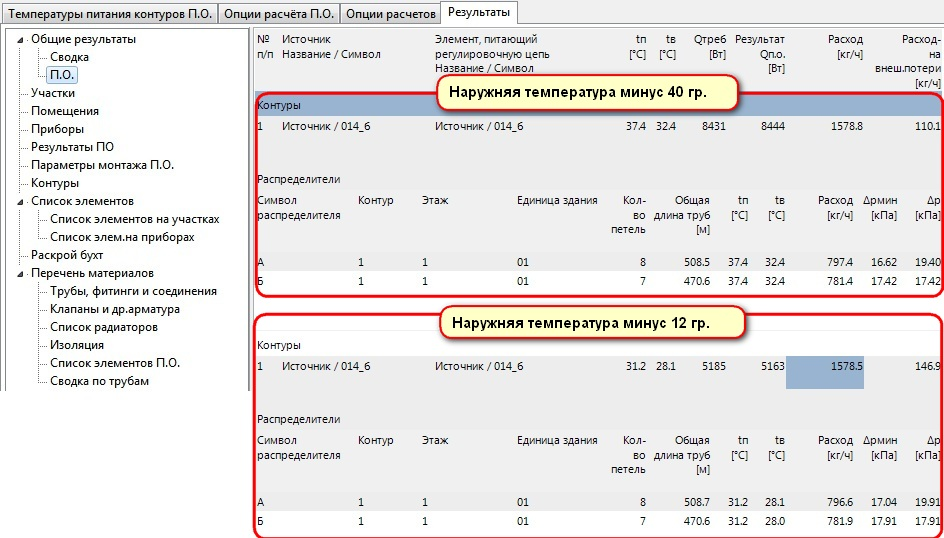 Температуры питания контуров П.О. Опции расчёта П.О. Опции расчетов Результаты
Общие результаты
Сводка
П.О.
Участки
Помещения
Приборы
Результаты ПО
Параметры монтажа П.О.
Контуры
Список элементов
Список элементов на участках
Список элем.на приборах
Раскрой бухт
Перечень материалов
Трубы, фитинги и соединения
Клапаны и др.арматура
Список радиаторов
Изоляция
Список элементов П.О.
Сводка по трубам
№ Источник Элемент, питающий tп tв Qтреб Результат Расход Расход-
п/п Название / Символ регулировочную цепь [°C] [°C] [Вт] Qп.о. [кг/ч] на
Название / Символ [Вт] внеш.потери
[кг/ч]
Наружняя температура минус 40 гр.
Контуры
1 Источник / 014_6 Источник / 014_6 37.4 32.4 8431 8444 1578.8 110.1
Распределители
Символ Контур Этаж Единица здания Кол- Общая tп tв Расход Δpмин Δp
распределителя во длина труб [°C] [°C] [кг/ч] [кПа] [кПа]
петель [м]
А 1 1 01 8 508.5 37.4 32.4 797.4 16.62 19.40
Б 1 1 01 7 470.6 37.4 32.4 781.4 17.42 17.42
Наружняя температура минус 12 гр.
Контуры
1 Источник / 014_6 Источник / 014_6 31.2 28.1 5185 5163 1578.5 146.9
Распределители
Символ Контур Этаж Единица здания Кол- Общая tп tв Расход Δpмин Δp
распределителя во длина труб [°C] [°C] [кг/ч] [кПа] [кПа]
петель [м]
А 1 1 01 8 508.7 31.2 28.1 796.6 17.04 19.91
Б 1 1 01 7 470.6 31.2 28.0 781.9 17.91 17.91